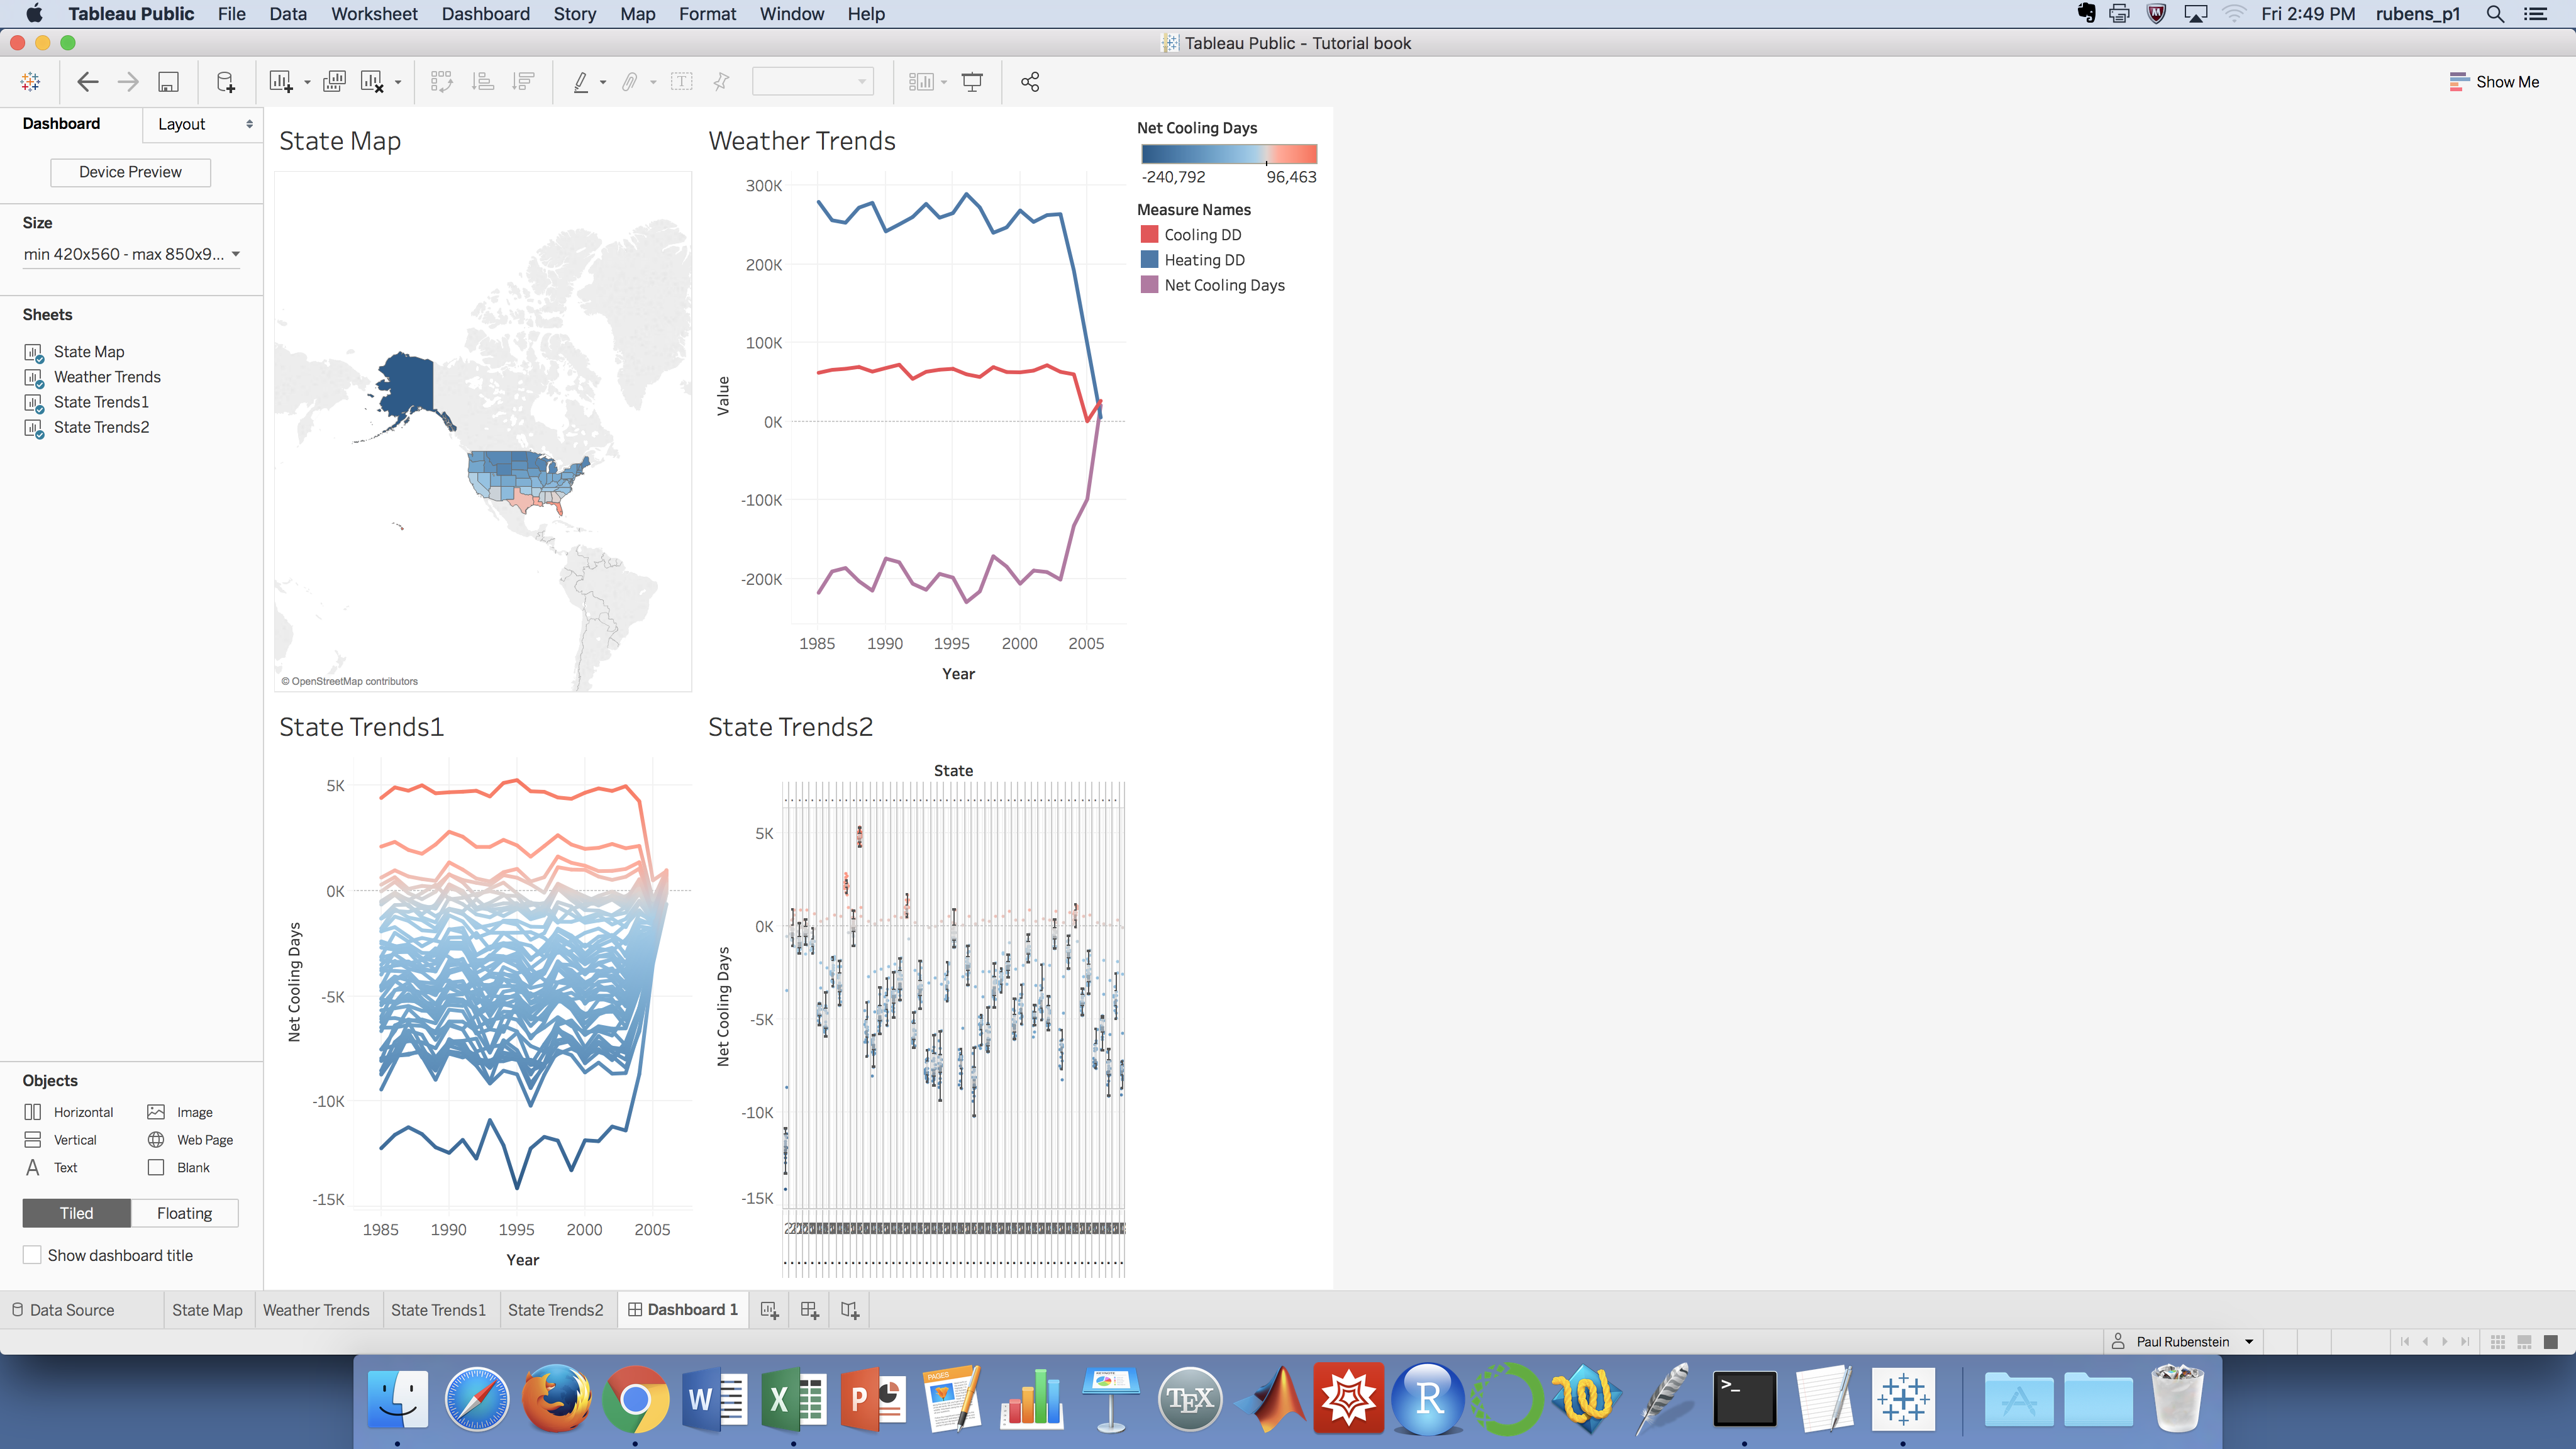 Tableau Public File Data Worksheet Dashboard Story Map Format Window Help Fri 2:49 PM rubens_p1
Tableau Public - Tutorial book
Show Me
Dashboard Layout
Device Preview
Size
min 420x560 - max 850x9...
Sheets
State Map
Weather Trends
State Trends1
State Trends2
Objects
Horizontal Image
Vertical Web Page
Text Blank
Tiled Floating
Show dashboard title
State Map
© OpenStreetMap contributors
Weather Trends
300K
200K
100K
0K
-100K
-200K
Value
1985 1990 1995 2000 2005
Year
Net Cooling Days
-240,792 96,463
Measure Names
Cooling DD
Heating DD
Net Cooling Days
State Trends1
5K
0K
-5K
-10K
-15K
Net Cooling Days
1985 1990 1995 2000 2005
Year
State Trends2
State
5K
0K
-5K
-10K
-15K
Net Cooling Days
Data Source State Map Weather Trends State Trends1 State Trends2 Dashboard 1
Paul Rubenstein
W X P PAGES TEX R >_